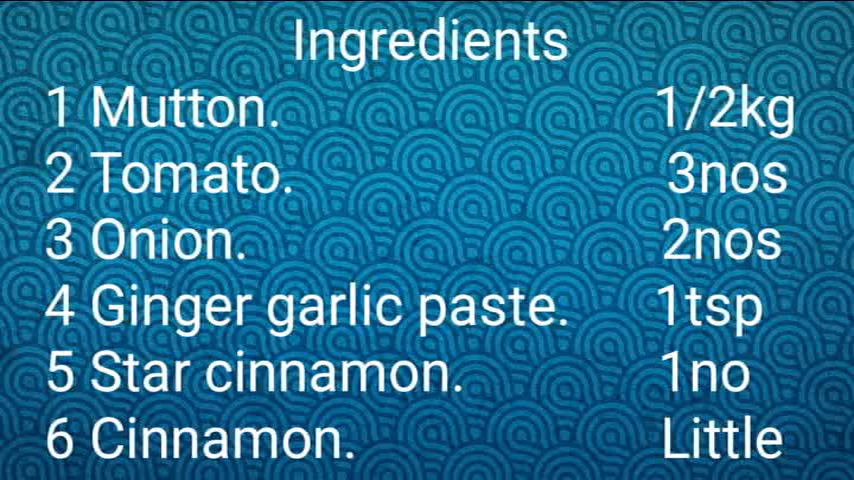 Ingredients
1 Mutton. 1/2kg
2 Tomato. 3nos
3 Onion. 2nos
4 Ginger garlic paste. 1tsp
5 Star cinnamon. 1no
6 Cinnamon. Little